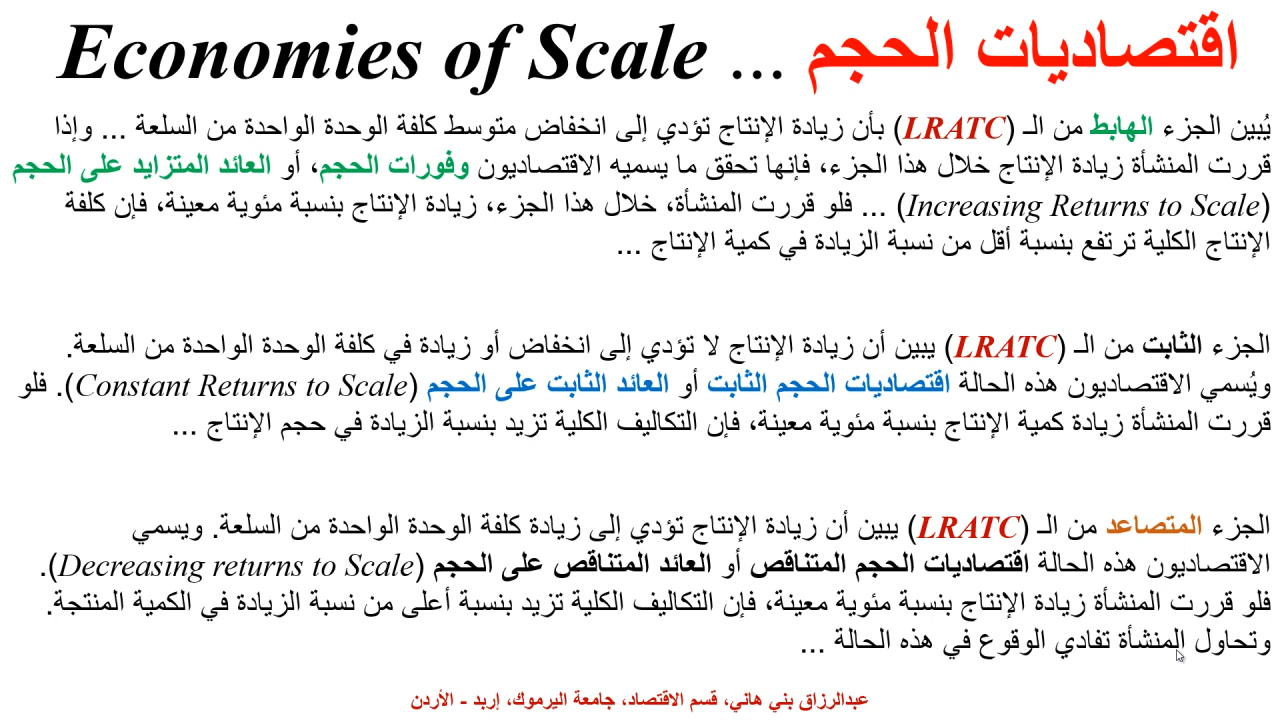 اقتصاديات الحجم ... Economies of Scale
يُبين الجزء الهابط من الـ (LRATC) بأن زيادة الإنتاج تؤدي إلى انخفاض متوسط كلفة الوحدة الواحدة من السلعة ... وإذا
قررت المنشأة زيادة الإنتاج خلال هذا الجزء، فإنها تحقق ما يسميه الاقتصاديون وفورات الحجم، أو العائد المتزايد على الحجم
(Increasing Returns to Scale) ... فلو قررت المنشأة، خلال هذا الجزء، زيادة الإنتاج بنسبة مئوية معينة، فإن كلفة
الإنتاج الكلية ترتفع بنسبة أقل من نسبة الزيادة في كمية الإنتاج ...
الجزء الثابت من الـ (LRATC) يبين أن زيادة الإنتاج لا تؤدي إلى انخفاض أو زيادة في كلفة الوحدة الواحدة من السلعة.
ويُسمي الاقتصاديون هذه الحالة اقتصاديات الحجم الثابت أو العائد الثابت على الحجم (Constant Returns to Scale). فلو
قررت المنشأة زيادة كمية الإنتاج بنسبة مئوية معينة، فإن التكاليف الكلية تزيد بنسبة الزيادة في حجم الإنتاج ...
الجزء المتصاعد من الـ (LRATC) يبين أن زيادة الإنتاج تؤدي إلى زيادة كلفة الوحدة الواحدة من السلعة. ويسمي
الاقتصاديون هذه الحالة اقتصاديات الحجم المتناقص أو العائد المتناقص على الحجم (Decreasing returns to Scale).
فلو قررت المنشأة زيادة الإنتاج بنسبة مئوية معينة، فإن التكاليف الكلية تزيد بنسبة أعلى من نسبة الزيادة في الكمية المنتجة.
وتحاول المنشأة تفادي الوقوع في هذه الحالة ...
عبدالرزاق بني هاني، قسم الاقتصاد، جامعة اليرموك، إربد - الأردن